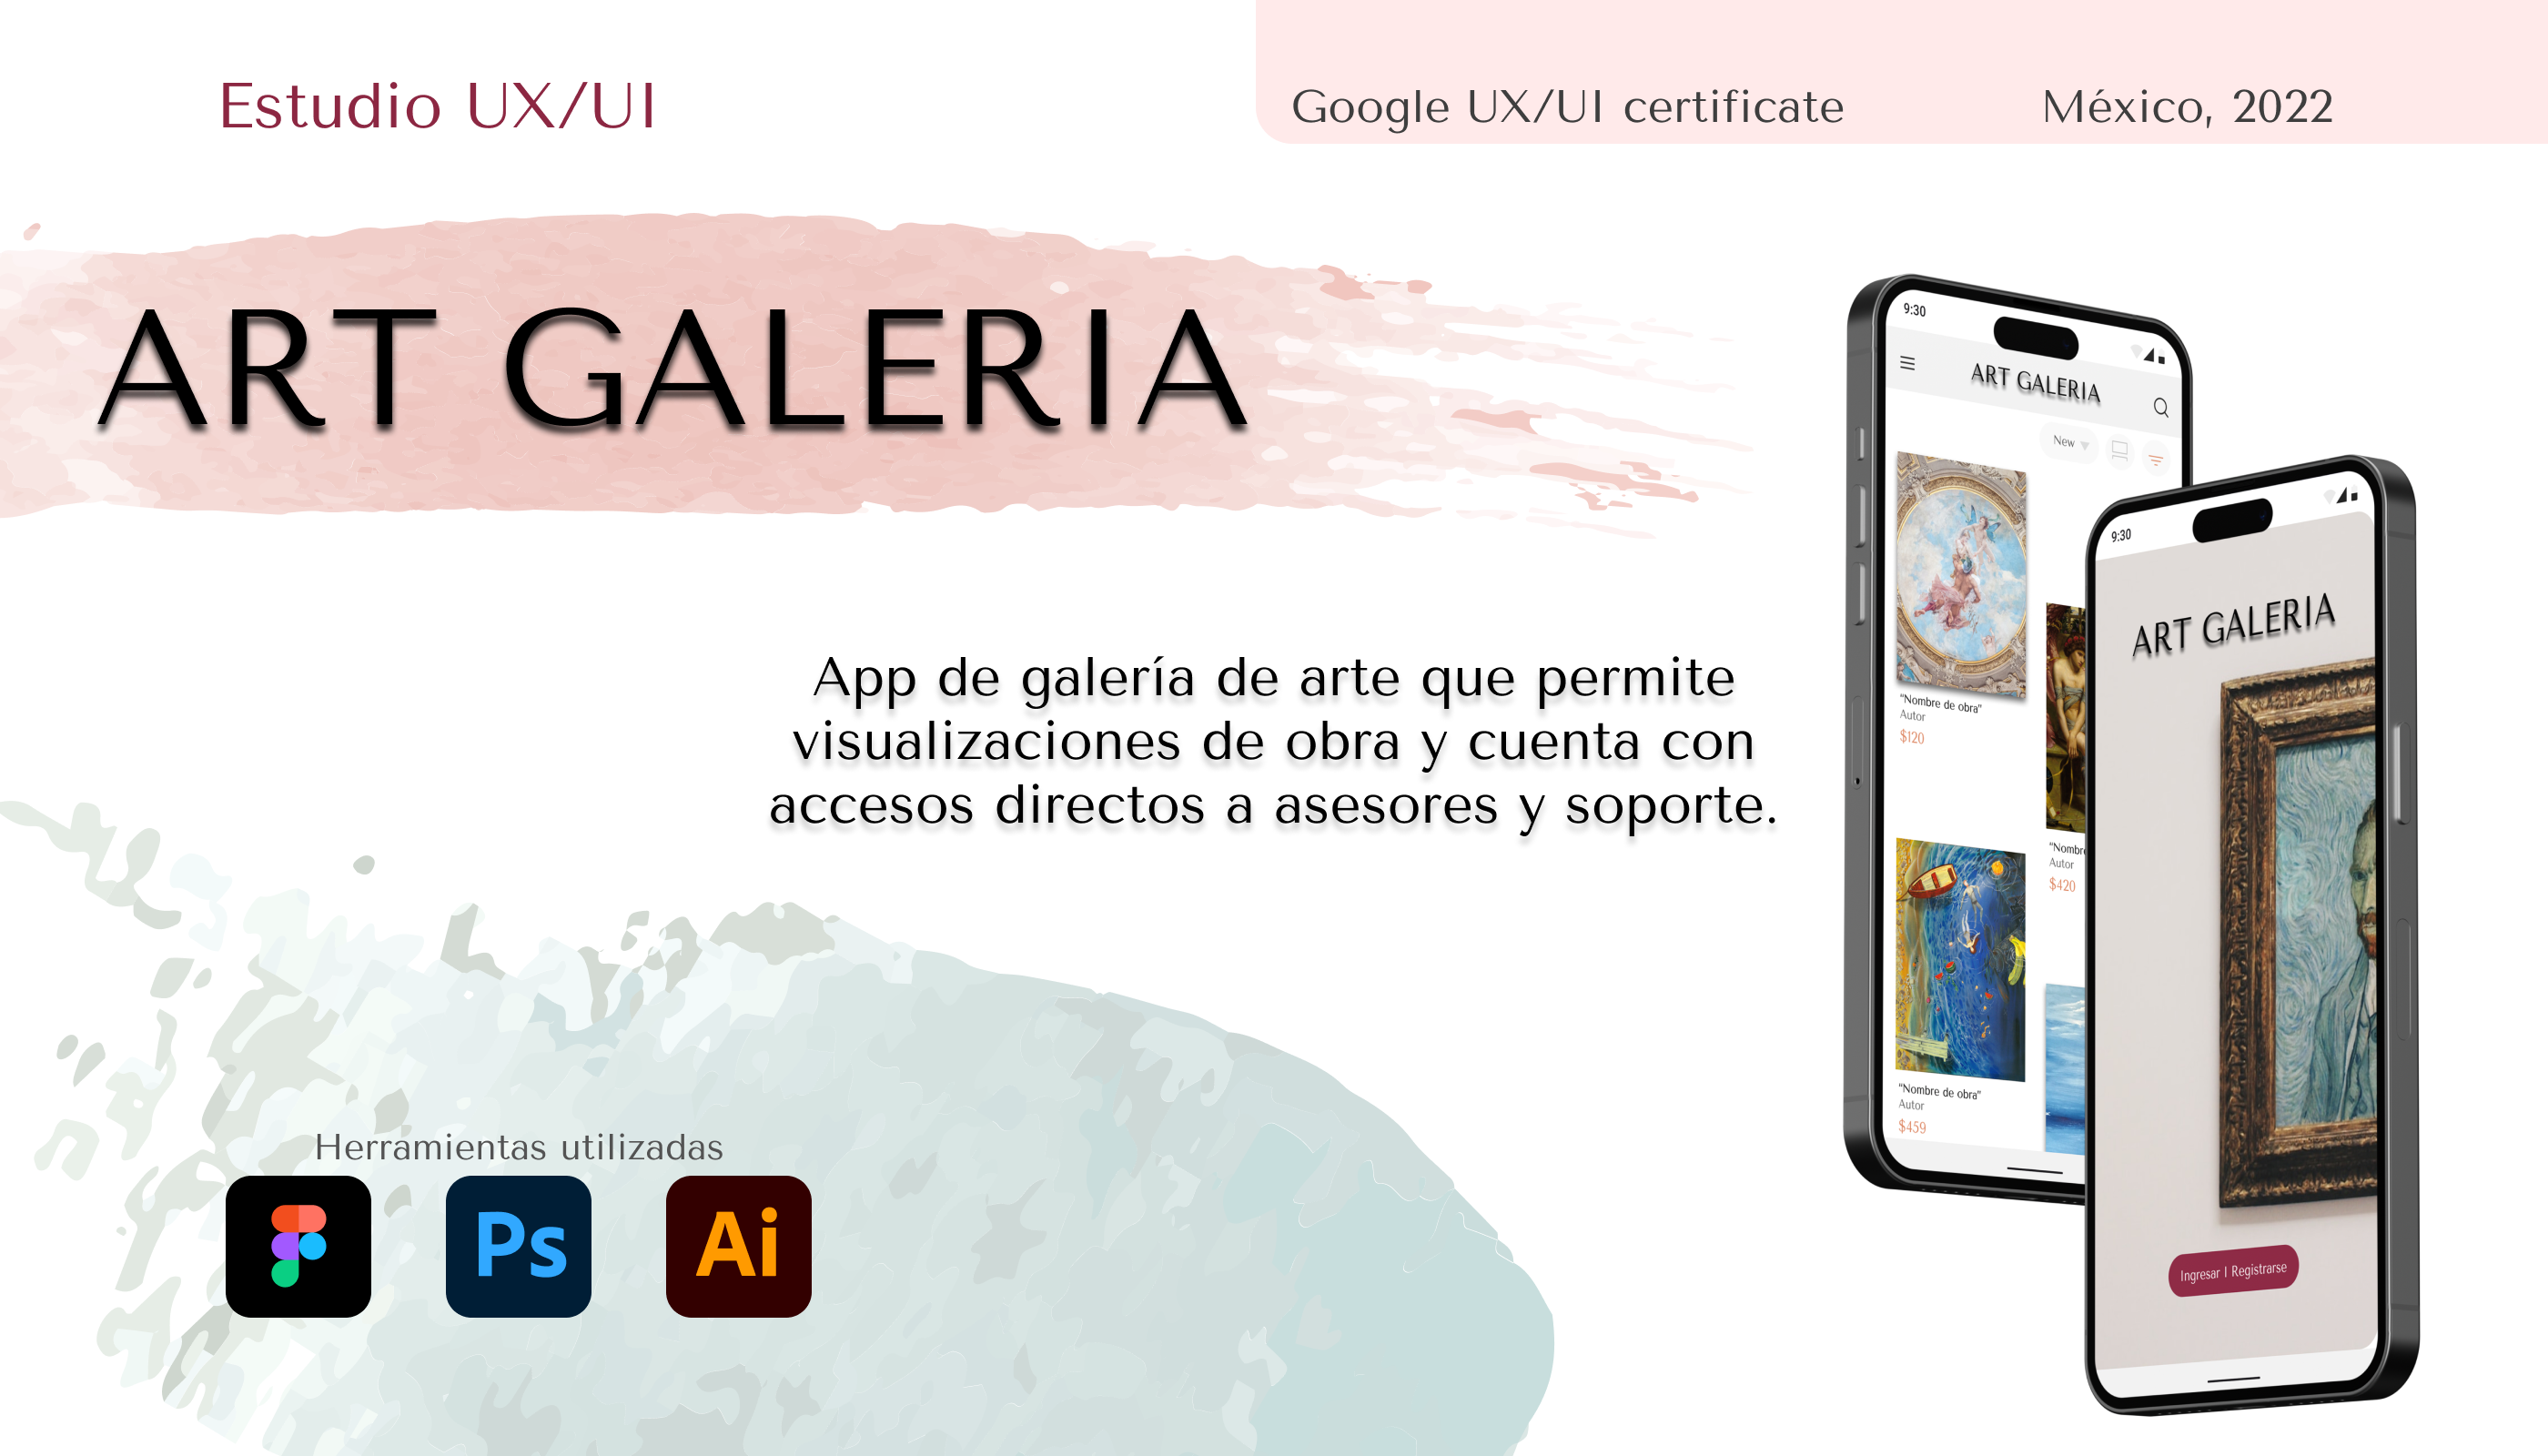 Estudio UX/UI
Google UX/UI certificate
México, 2022
ART GALERIA
App de galería de arte que permite
visualizaciones de obra y cuenta con
accesos directos a asesores y soporte.
Herramientas utilizadas
Ps
Ai
9:30
ART GALERIA
New
"Nombre de obra"
Autor
$120
"Nombre
Autor
$420
"Nombre de obra"
Autor
$459
9:30
ART GALERIA
Ingresar | Registrarse